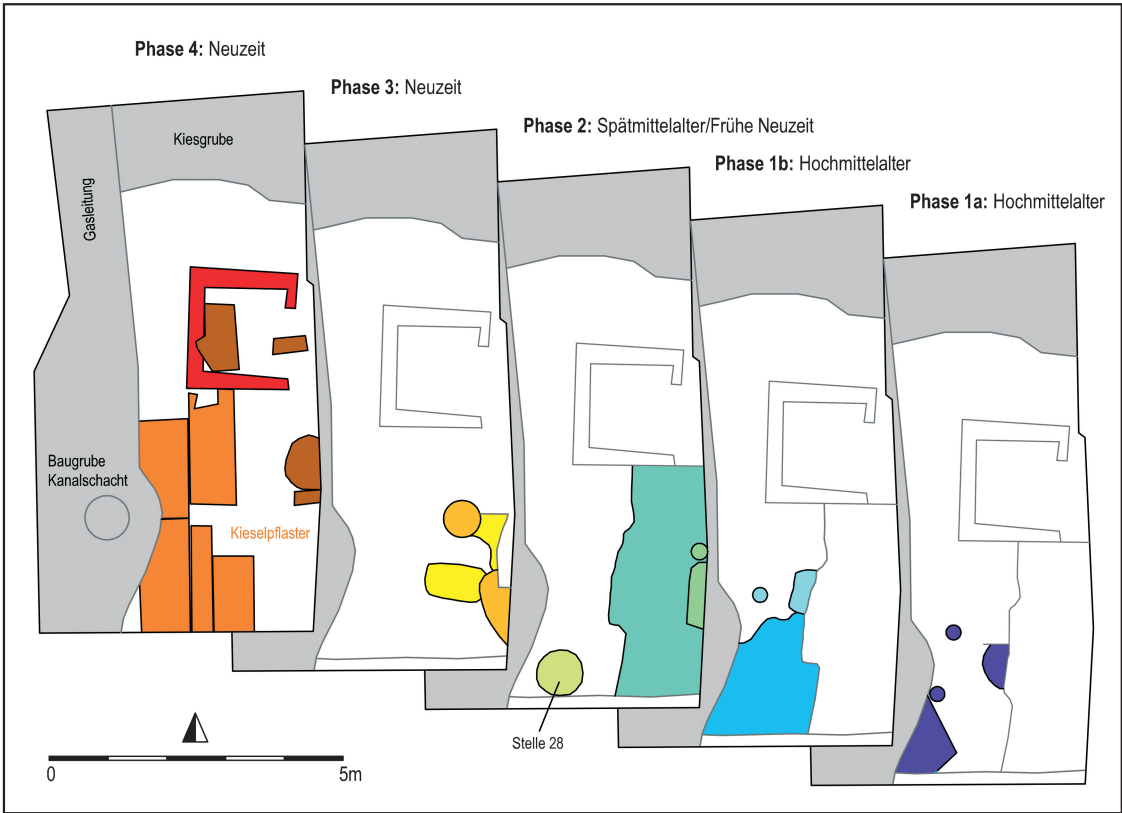 Phase 4: Neuzeit
Phase 3: Neuzeit
Phase 2: Spätmittelalter/Frühe Neuzeit
Phase 1b: Hochmittelalter
Phase 1a: Hochmittelalter
Kiesgrube
Gasleitung
Baugrube
Kanalschacht
Kieselpflaster
Stelle 28
0
5m